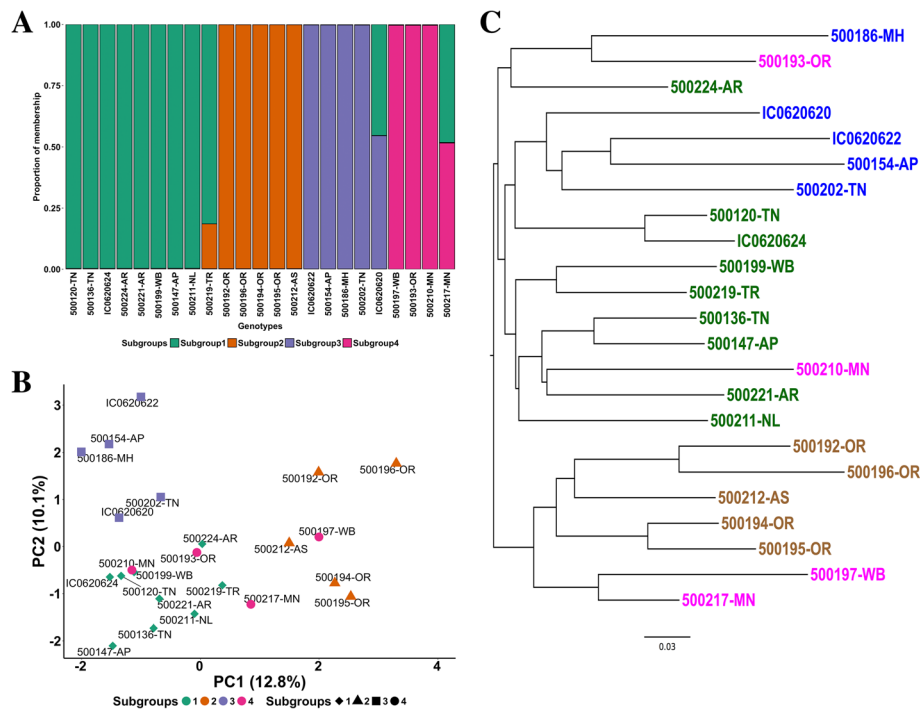 A
1.00
0.75
0.50
0.25
0.00
Proportion of membership
500120-TN
500136-TN
IC0620624
500224-AR
500221-AR
500199-WB
500147-AP
500211-NL
500219-TR
500192-OR
500196-OR
500194-OR
500195-OR
500212-AS
IC0620622
500154-AP
500186-MH
500202-TN
IC0620620
500197-WB
500193-OR
500210-MN
500217-MN
Genotypes
Subgroups Subgroup1 Subgroup2 Subgroup3 Subgroup4
B
3
2
1
0
-1
-2
PC2 (10.1%)
IC0620622
500154-AP
500186-MH
500202-TN
IC0620620
500192-OR
500196-OR
500197-WB
500224-AR
500212-AS
500193-OR
500210-MN
500199-WB
IC0620624
500120-TN
500219-TR
500194-OR
500195-OR
500217-MN
500221-AR
500211-NL
500136-TN
500147-AP
-2 0 2 4
PC1 (12.8%)
Subgroups 1 2 3 4 Subgroups 1 2 3 4
C
500186-MH
500193-OR
500224-AR
IC0620620
IC0620622
500154-AP
500202-TN
500120-TN
IC0620624
500199-WB
500219-TR
500136-TN
500147-AP
500210-MN
500221-AR
500211-NL
500192-OR
500196-OR
500212-AS
500194-OR
500195-OR
500197-WB
500217-MN
0.03